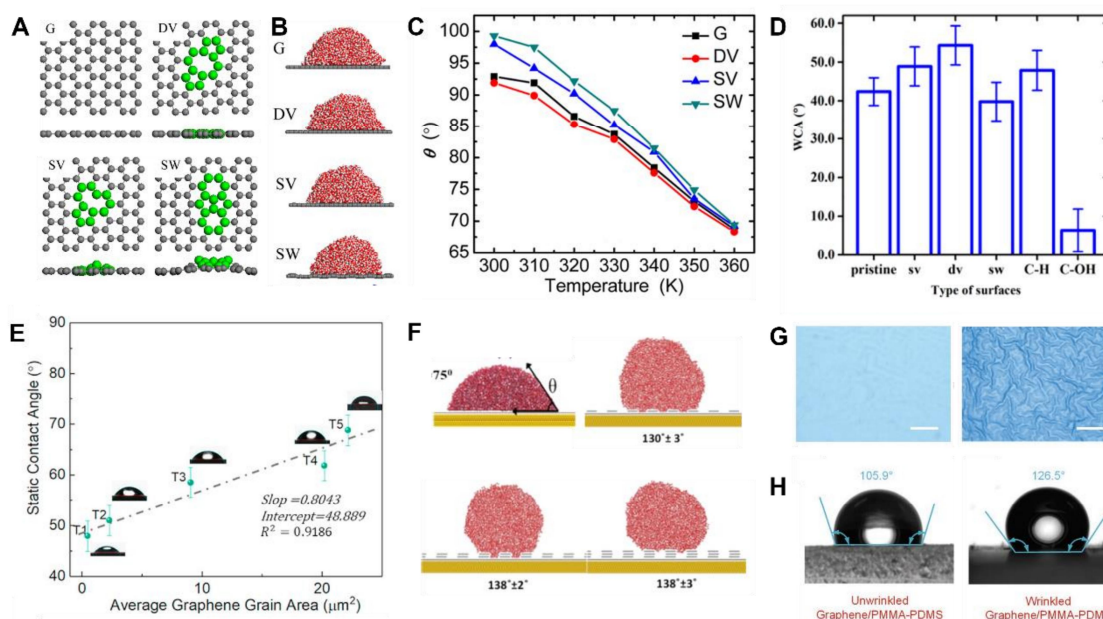 A
G
DV
SV
SW
B
G
DV
SV
SW
C
100
95
90
85
80
75
70
65
θ (°)
300 310 320 330 340 350 360
Temperature (K)
G
DV
SV
SW
D
60.0
50.0
40.0
30.0
20.0
10.0
0.0
WCA (°)
pristine sv dv sw C-H C-OH
Type of surfaces
E
90
80
70
60
50
40
Static Contact Angle (°)
T1
T2
T3
T4
T5
Slop =0.8043
Intercept=48.889
R² = 0.9186
0 10 20
Average Graphene Grain Area (μm²)
F
75⁰
θ
130°± 3°
138°±2°
138°±3°
G
H
105.9°
126.5°
Unwrinkled
Graphene/PMMA-PDMS
Wrinkled
Graphene/PMMA-PDM